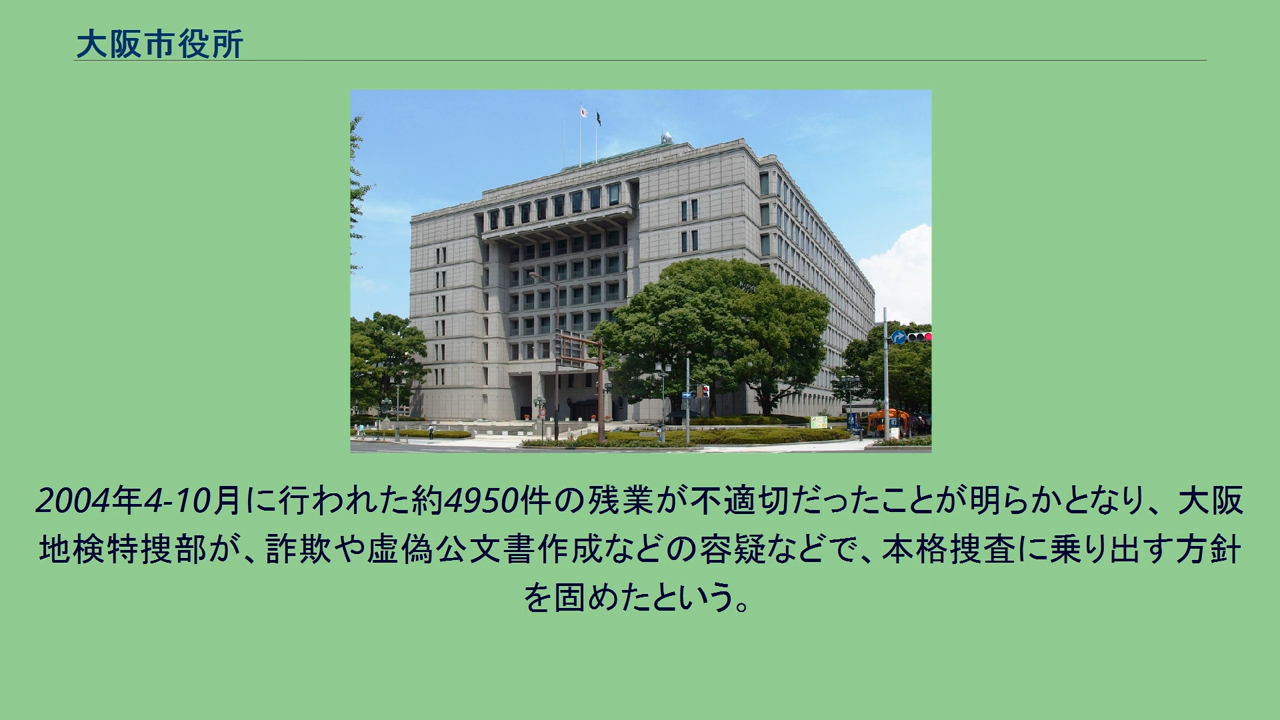 大阪市役所
2004年4-10月に行われた約4950件の残業が不適切だったことが明らかとなり、大阪
地検特捜部が、詐欺や虚偽公文書作成などの容疑などで、本格捜査に乗り出す方針
を固めたという。